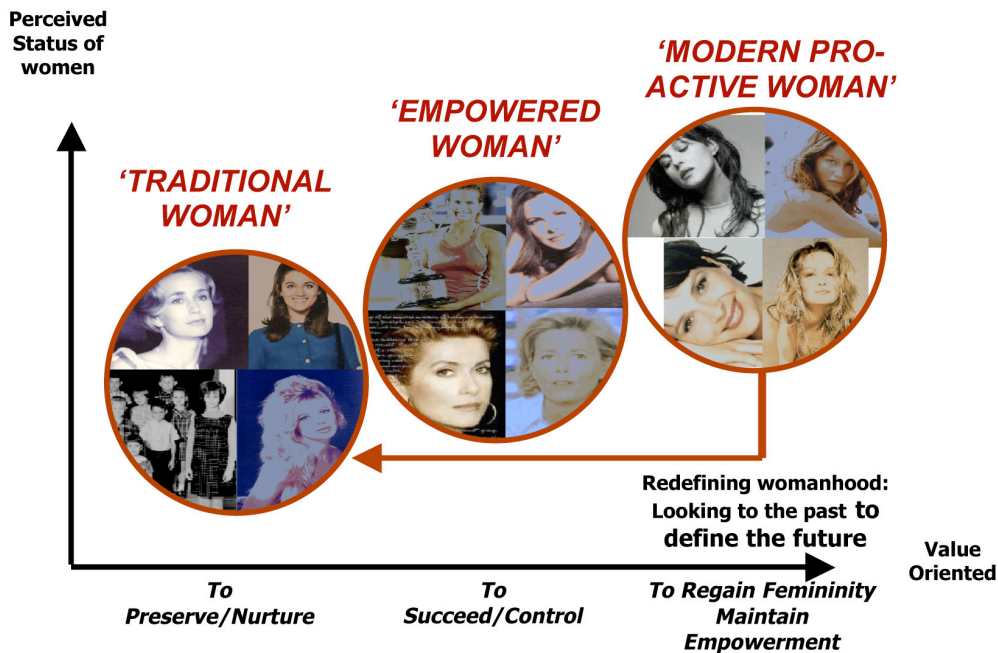 Perceived
Status of
women
‘MODERN PRO-
ACTIVE WOMAN’
‘EMPOWERED
WOMAN’
‘TRADITIONAL
WOMAN’
Redefining womanhood:
Looking to the past to
define the future
Value
Oriented
To
Preserve/Nurture
To
Succeed/Control
To Regain Femininity
Maintain
Empowerment